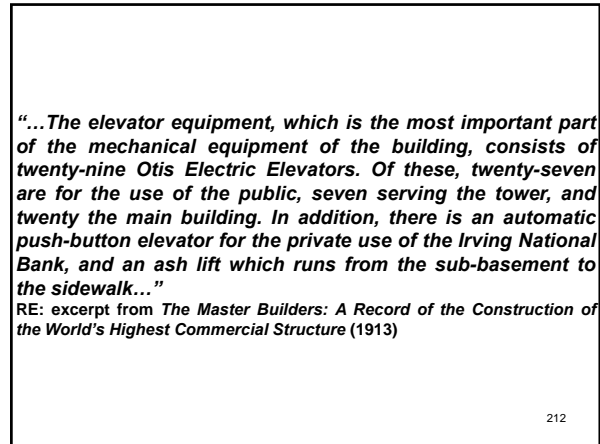 “…The elevator equipment, which is the most important part
of the mechanical equipment of the building, consists of
twenty-nine Otis Electric Elevators. Of these, twenty-seven
are for the use of the public, seven serving the tower, and
twenty the main building. In addition, there is an automatic
push-button elevator for the private use of the Irving National
Bank, and an ash lift which runs from the sub-basement to
the sidewalk…”
RE: excerpt from The Master Builders: A Record of the Construction of
the World’s Highest Commercial Structure (1913)
212